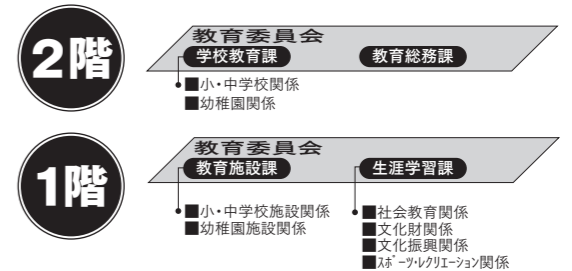 2階
教育委員会
学校教育課 教育総務課
■小・中学校関係
■幼稚園関係
1階
教育委員会
教育施設課 生涯学習課
■小・中学校施設関係
■幼稚園施設関係
■社会教育関係
■文化財関係
■文化振興関係
■ｽﾎﾟｰﾂ・ﾚｸﾘｴｰｼｮﾝ関係